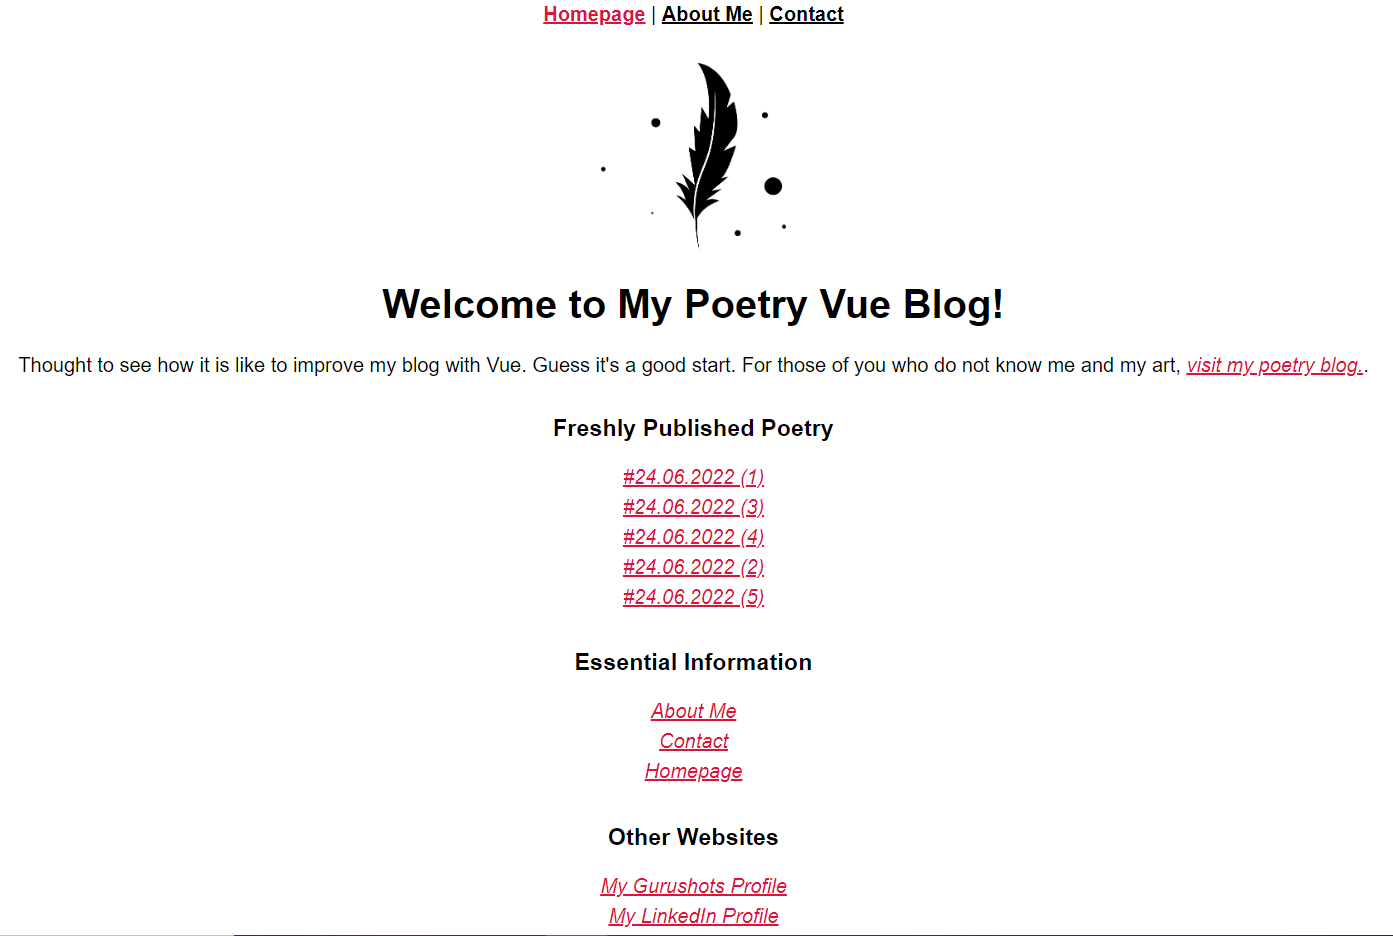 Homepage | About Me | Contact
Welcome to My Poetry Vue Blog!
Thought to see how it is like to improve my blog with Vue. Guess it's a good start. For those of you who do not know me and my art, visit my poetry blog..
Freshly Published Poetry
#24.06.2022 (1)
#24.06.2022 (3)
#24.06.2022 (4)
#24.06.2022 (2)
#24.06.2022 (5)
Essential Information
About Me
Contact
Homepage
Other Websites
My Gurushots Profile
My LinkedIn Profile